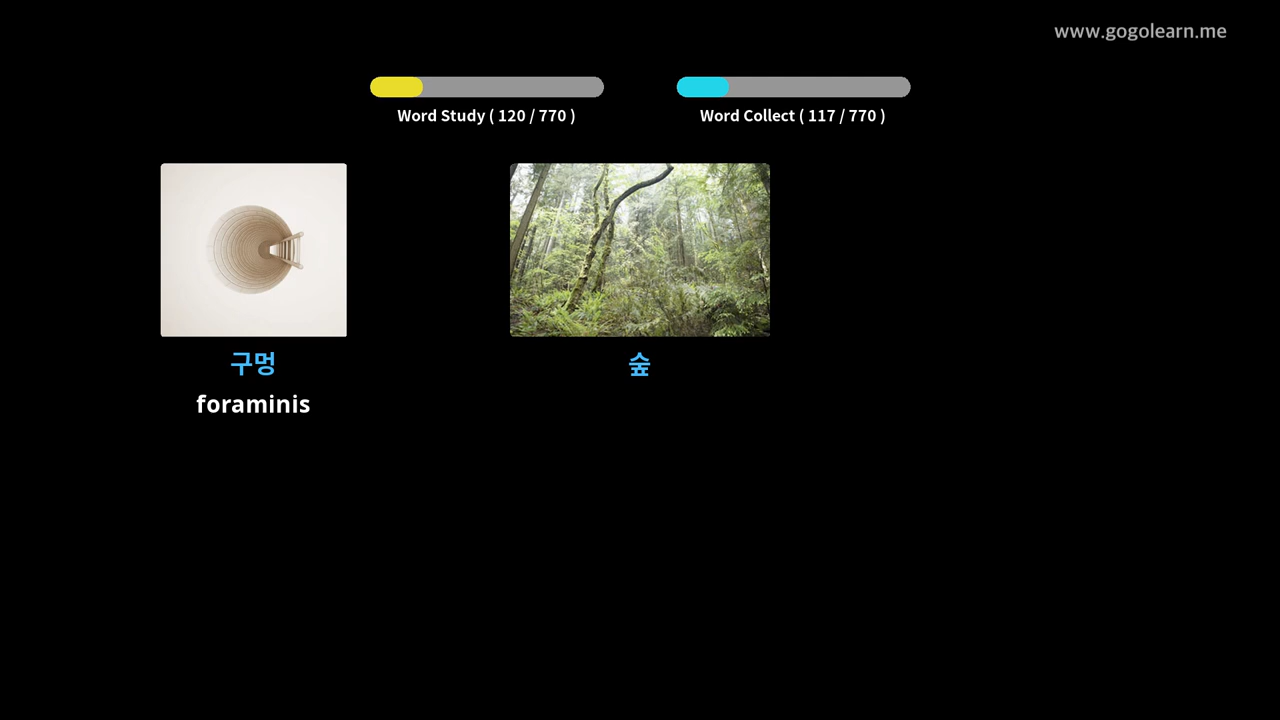 www.gogolearn.me
Word Study ( 120 / 770 )
Word Collect ( 117 / 770 )
구멍
숲
foraminis